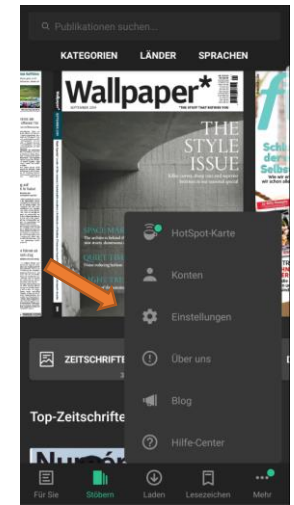 Publikationen suchen...
KATEGORIEN LÄNDER SPRACHEN
Wallpaper*
THE
STYLE
ISSUE
HotSpot-Karte
Konten
Einstellungen
Über uns
Blog
Hilfe-Center
ZEITSCHRIFTE
Top-Zeitschrifte
Numér
Für Sie Stöbern Laden Lesezeichen Mehr